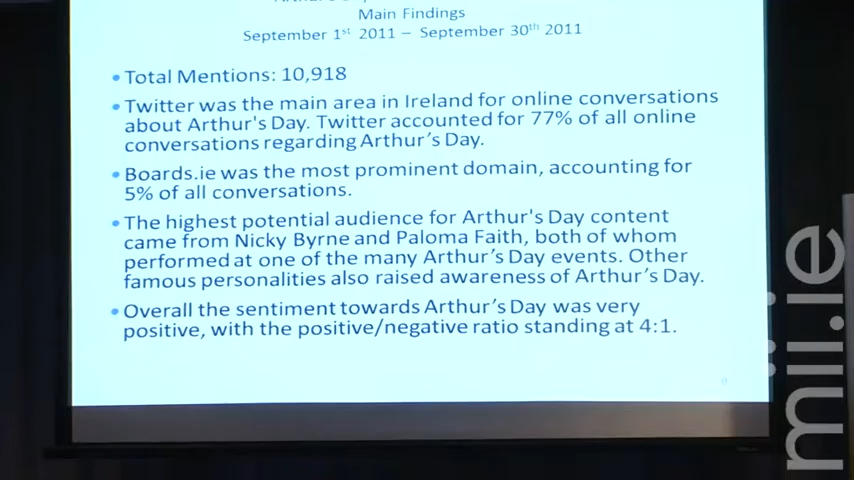 Main Findings
September 1st 2011 – September 30th 2011
• Total Mentions: 10,918
• Twitter was the main area in Ireland for online conversations
about Arthur's Day. Twitter accounted for 77% of all online
conversations regarding Arthur's Day.
• Boards.ie was the most prominent domain, accounting for
5% of all conversations.
• The highest potential audience for Arthur's Day content
came from Nicky Byrne and Paloma Faith, both of whom
performed at one of the many Arthur's Day events. Other
famous personalities also raised awareness of Arthur's Day.
• Overall the sentiment towards Arthur's Day was very
positive, with the positive/negative ratio standing at 4:1.
mii.ie